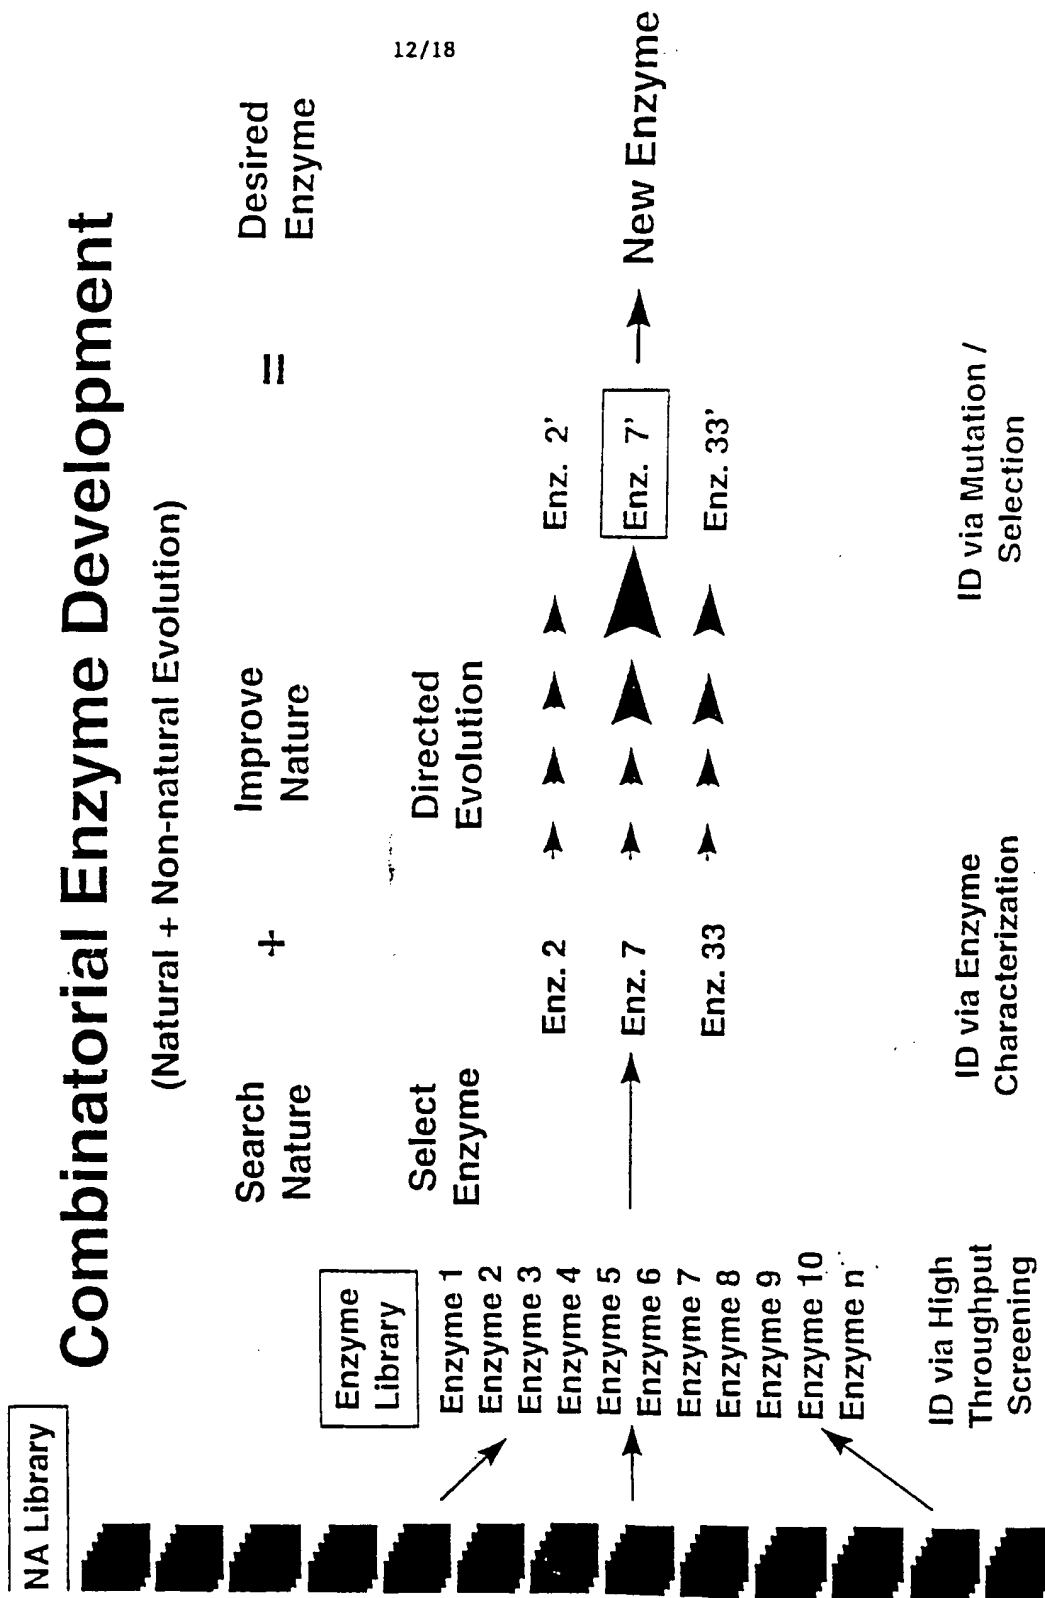 12/18
NA Library
Combinatorial Enzyme Development
(Natural + Non-natural Evolution)
Search
Nature
+
Improve
Nature
=
Desired
Enzyme
Enzyme
Library
Select
Enzyme
Directed
Evolution
Enzyme 1
Enzyme 2
Enzyme 3
Enzyme 4
Enzyme 5
Enzyme 6
Enzyme 7
Enzyme 8
Enzyme 9
Enzyme 10
Enzyme n
Enz. 2
Enz. 7
Enz. 33
Enz. 2'
Enz. 7'
Enz. 33'
New Enzyme
ID via High
Throughput
Screening
ID via Enzyme
Characterization
ID via Mutation /
Selection